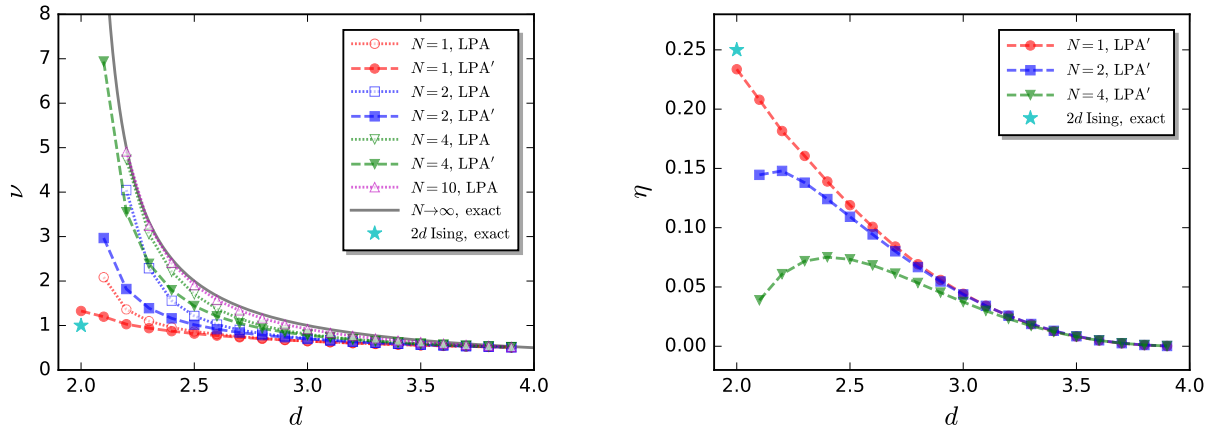 8
7
6
5
4
3
2
1
0
ν
2.0 2.5 3.0 3.5 4.0
d
N=1, LPA
N=1, LPA′
N=2, LPA
N=2, LPA′
N=4, LPA
N=4, LPA′
N=10, LPA
N→∞, exact
2d Ising, exact
0.25
0.20
0.15
0.10
0.05
0.00
η
2.0 2.5 3.0 3.5 4.0
d
N=1, LPA′
N=2, LPA′
N=4, LPA′
2d Ising, exact